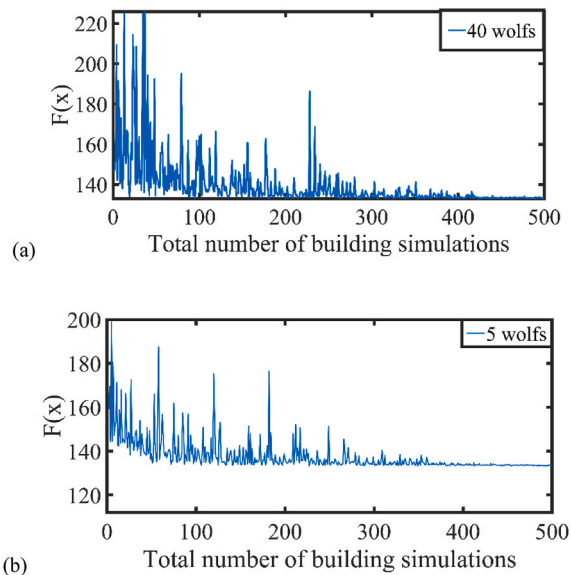 220
200
180
160
140
F(x)
40 wolfs
0 100 200 300 400 500
Total number of building simulations
(a)
200
180
160
140
120
F(x)
5 wolfs
0 100 200 300 400 500
Total number of building simulations
(b)